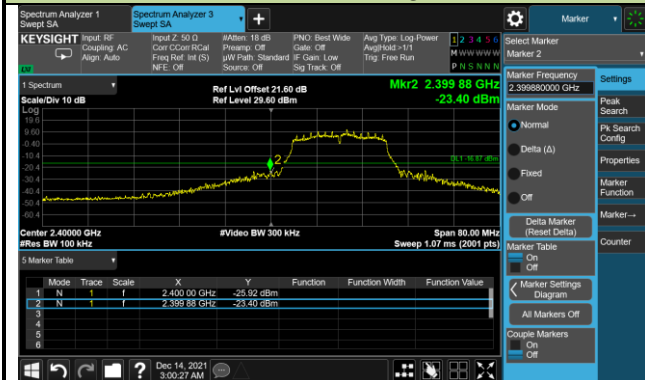 Spectrum Analyzer 1
Swept SA
Spectrum Analyzer 3
Swept SA
+
Marker
KEYSIGHT
Input: RF
Coupling: AC
Align: Auto
Input Z: 50 Ω
Corr CCorr RCal
Freq Ref: Int (S)
NFE: Off
#Atten: 18 dB
Preamp: Off
µW Path: Standard
Source: Off
PNO: Best Wide
Gate: Off
IF Gain: Low
Sig Track: Off
Avg Type: Log-Power
Avg|Hold:>1/1
Trig: Free Run
1 2 3 4 5 6
M W W W W W
P N S N N N
Select Marker
Marker 2
Marker Frequency
2.399880000 GHz
Settings
1 Spectrum
Ref Lvl Offset 21.60 dB
Mkr2 2.399 88 GHz
Scale/Div 10 dB
Ref Level 29.60 dBm
-23.40 dBm
Log
19.6
9.60
-0.40
-10.4
-20.4
-30.4
-40.4
-50.4
-60.4
2
DL1 -16.87 dBm
Center 2.40000 GHz
#Video BW 300 kHz
Span 80.00 MHz
#Res BW 100 kHz
Sweep 1.07 ms (2001 pts)
Marker Mode
Normal
Delta (Δ)
Fixed
Off
Delta Marker
(Reset Delta)
Marker Table
On
Off
Marker Settings
Diagram
All Markers Off
Couple Markers
On
Off
Peak
Search
Pk Search
Config
Properties
Marker
Function
Marker→
Counter
5 Marker Table
Mode Trace Scale X Y Function Function Width Function Value
1 N 1 f 2.400 00 GHz -25.92 dBm
2 N 1 f 2.399 88 GHz -23.40 dBm
3
4
5
6
?
Dec 14, 2021
3:00:27 AM